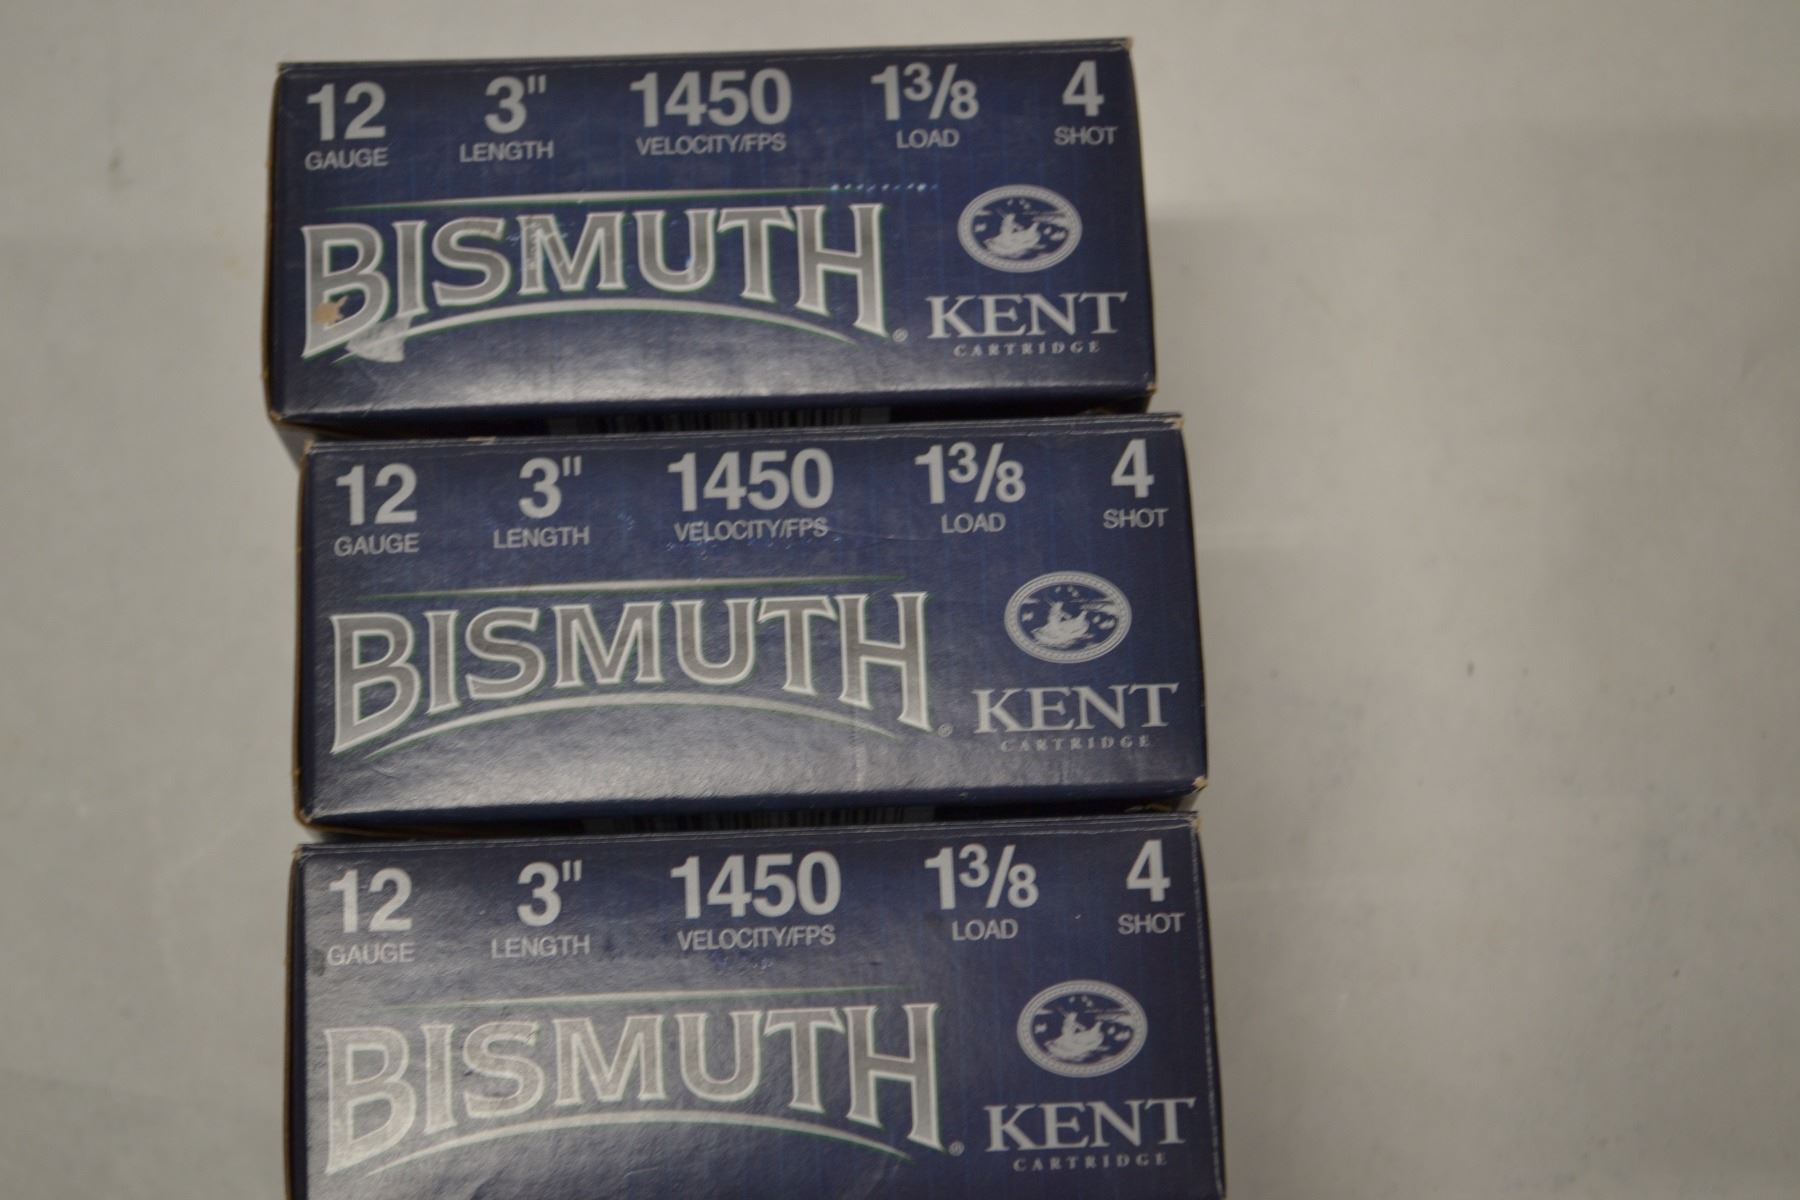 12 3" 1450 1 3/8 4
GAUGE LENGTH VELOCITY/FPS LOAD SHOT
BISMUTH®
KENT
CARTRIDGE
12 3" 1450 1 3/8 4
GAUGE LENGTH VELOCITY/FPS LOAD SHOT
BISMUTH®
KENT
CARTRIDGE
12 3" 1450 1 3/8 4
GAUGE LENGTH VELOCITY/FPS LOAD SHOT
BISMUTH®
KENT
CARTRIDGE